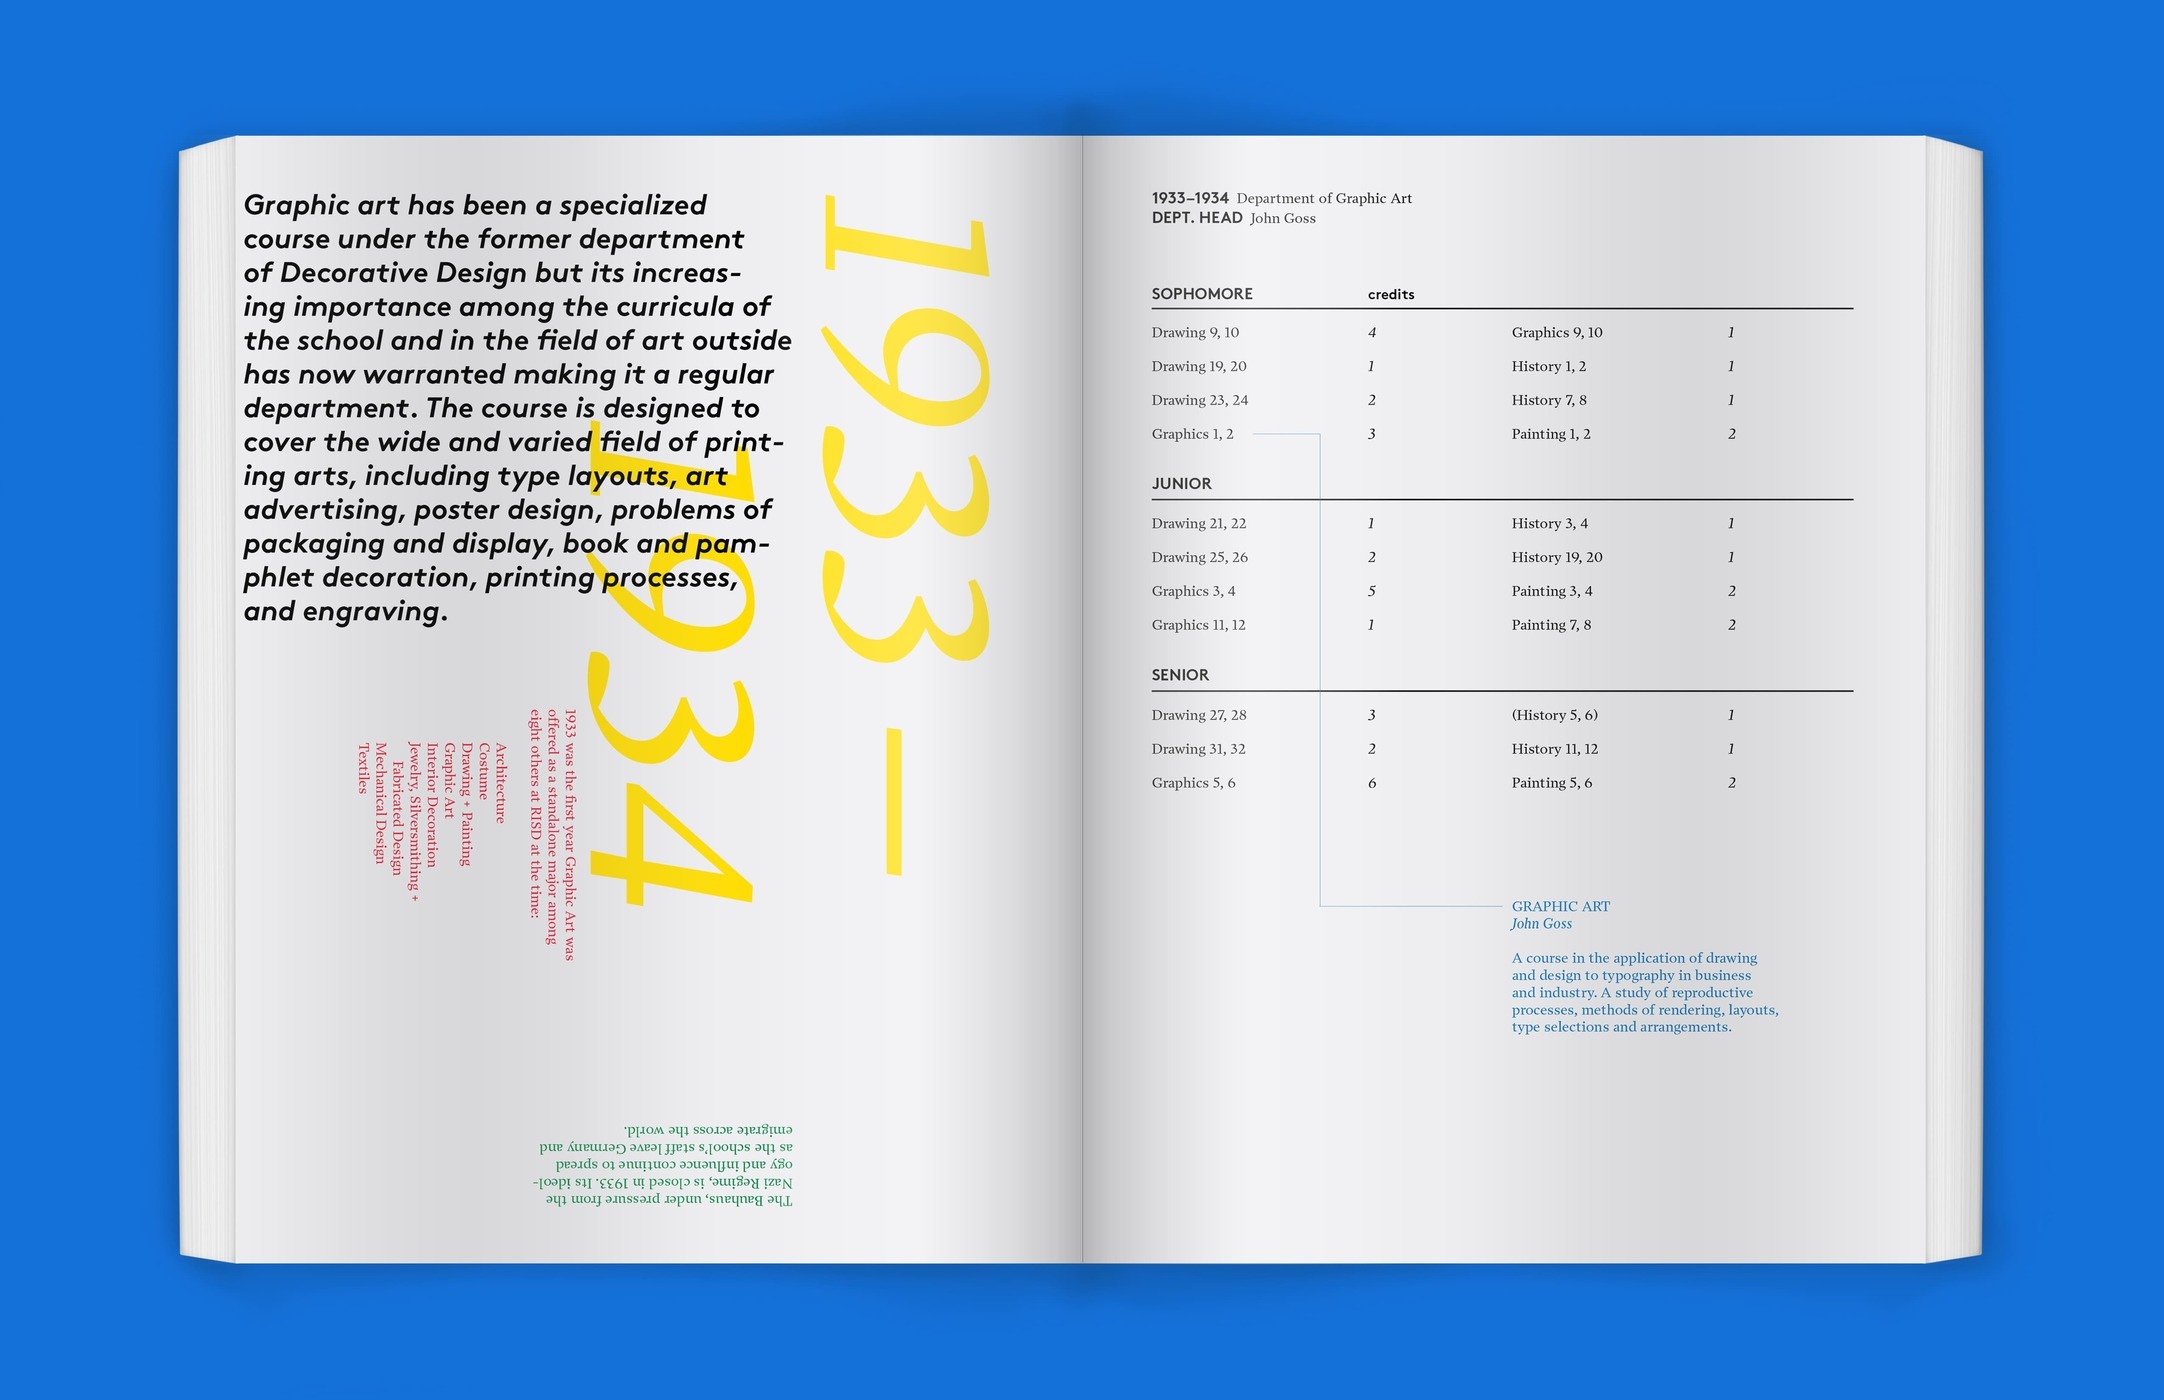 Graphic art has been a specialized
course under the former department
of Decorative Design but its increas-
ing importance among the curricula of
the school and in the field of art outside
has now warranted making it a regular
department. The course is designed to
cover the wide and varied field of print-
ing arts, including type layouts, art
advertising, poster design, problems of
packaging and display, book and pam-
phlet decoration, printing processes,
and engraving.
1933–
1934
1933 was the first year Graphic Art was
offered as a standalone major among
eight others at RISD at the time:
Architecture
Costume
Drawing + Painting
Graphic Art
Interior Decoration
Jewelry, Silversmithing +
Fabricated Design
Mechanical Design
Textiles
The Bauhaus, under pressure from the
Nazi Regime, is closed in 1933. Its ideol-
ogy and influence continue to spread
as the school's staff leave Germany and
emigrate across the world.
1933–1934 Department of Graphic Art
DEPT. HEAD John Goss
SOPHOMORE credits
Drawing 9, 10 4 Graphics 9, 10 1
Drawing 19, 20 1 History 1, 2 1
Drawing 23, 24 2 History 7, 8 1
Graphics 1, 2 3 Painting 1, 2 2
JUNIOR
Drawing 21, 22 1 History 3, 4 1
Drawing 25, 26 2 History 19, 20 1
Graphics 3, 4 5 Painting 3, 4 2
Graphics 11, 12 1 Painting 7, 8 2
SENIOR
Drawing 27, 28 3 (History 5, 6) 1
Drawing 31, 32 2 History 11, 12 1
Graphics 5, 6 6 Painting 5, 6 2
GRAPHIC ART
John Goss
A course in the application of drawing
and design to typography in business
and industry. A study of reproductive
processes, methods of rendering, layouts,
type selections and arrangements.